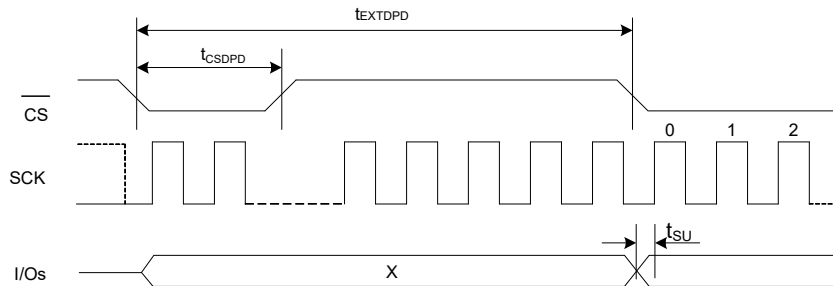 tEXTDPD
tCSDPD
CS
0 1 2
SCK
tSU
X
I/Os